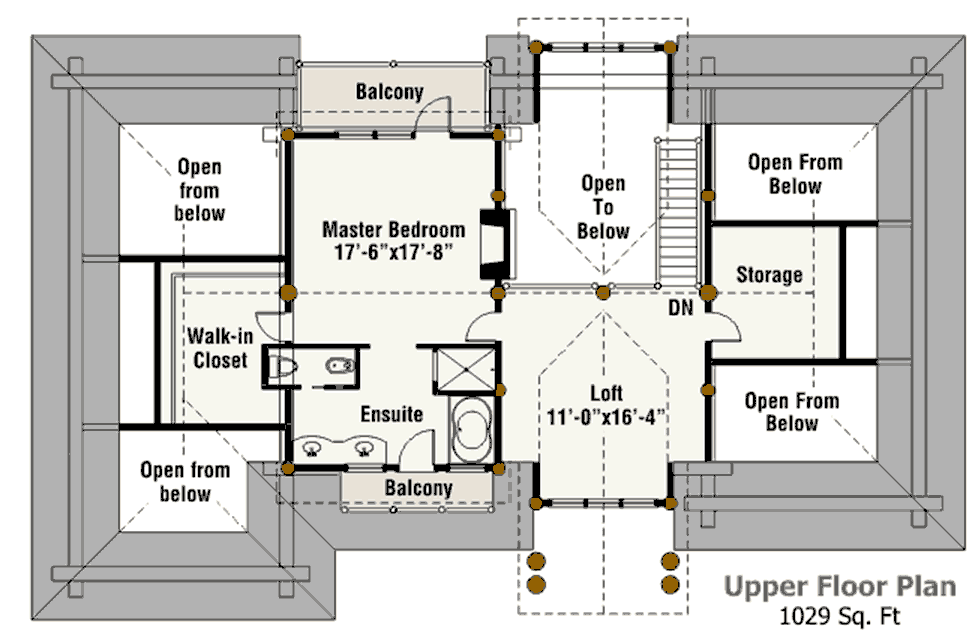 Balcony
Open
from
below
Master Bedroom
17'-6"x17'-8"
Open
To
Below
Open From
Below
Storage
DN
Walk-in
Closet
Ensuite
Loft
11'-0"x16'-4"
Open From
Below
Open from
below
Balcony
Upper Floor Plan
1029 Sq. Ft